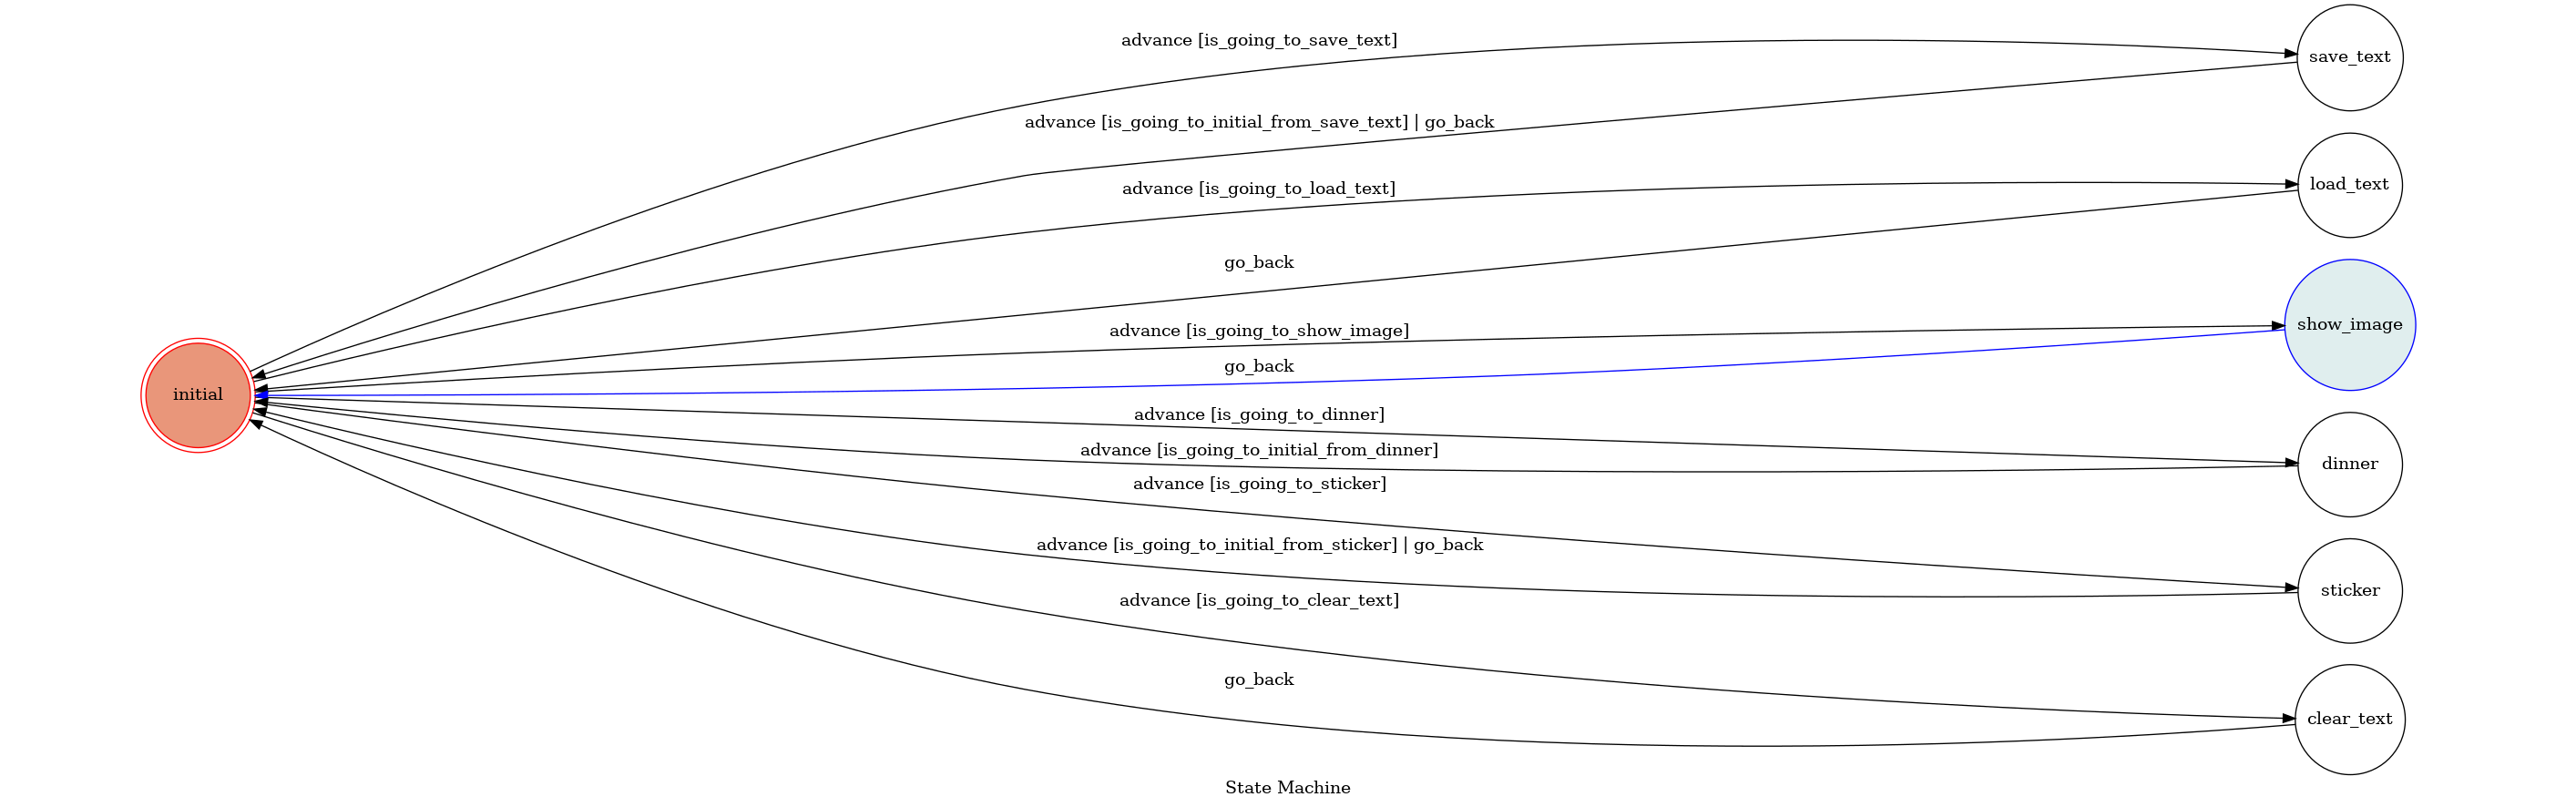 advance [is_going_to_save_text]
save_text
advance [is_going_to_initial_from_save_text] | go_back
advance [is_going_to_load_text]
load_text
go_back
advance [is_going_to_show_image]
show_image
go_back
initial
advance [is_going_to_dinner]
advance [is_going_to_initial_from_dinner]
dinner
advance [is_going_to_sticker]
advance [is_going_to_initial_from_sticker] | go_back
sticker
advance [is_going_to_clear_text]
go_back
clear_text
State Machine